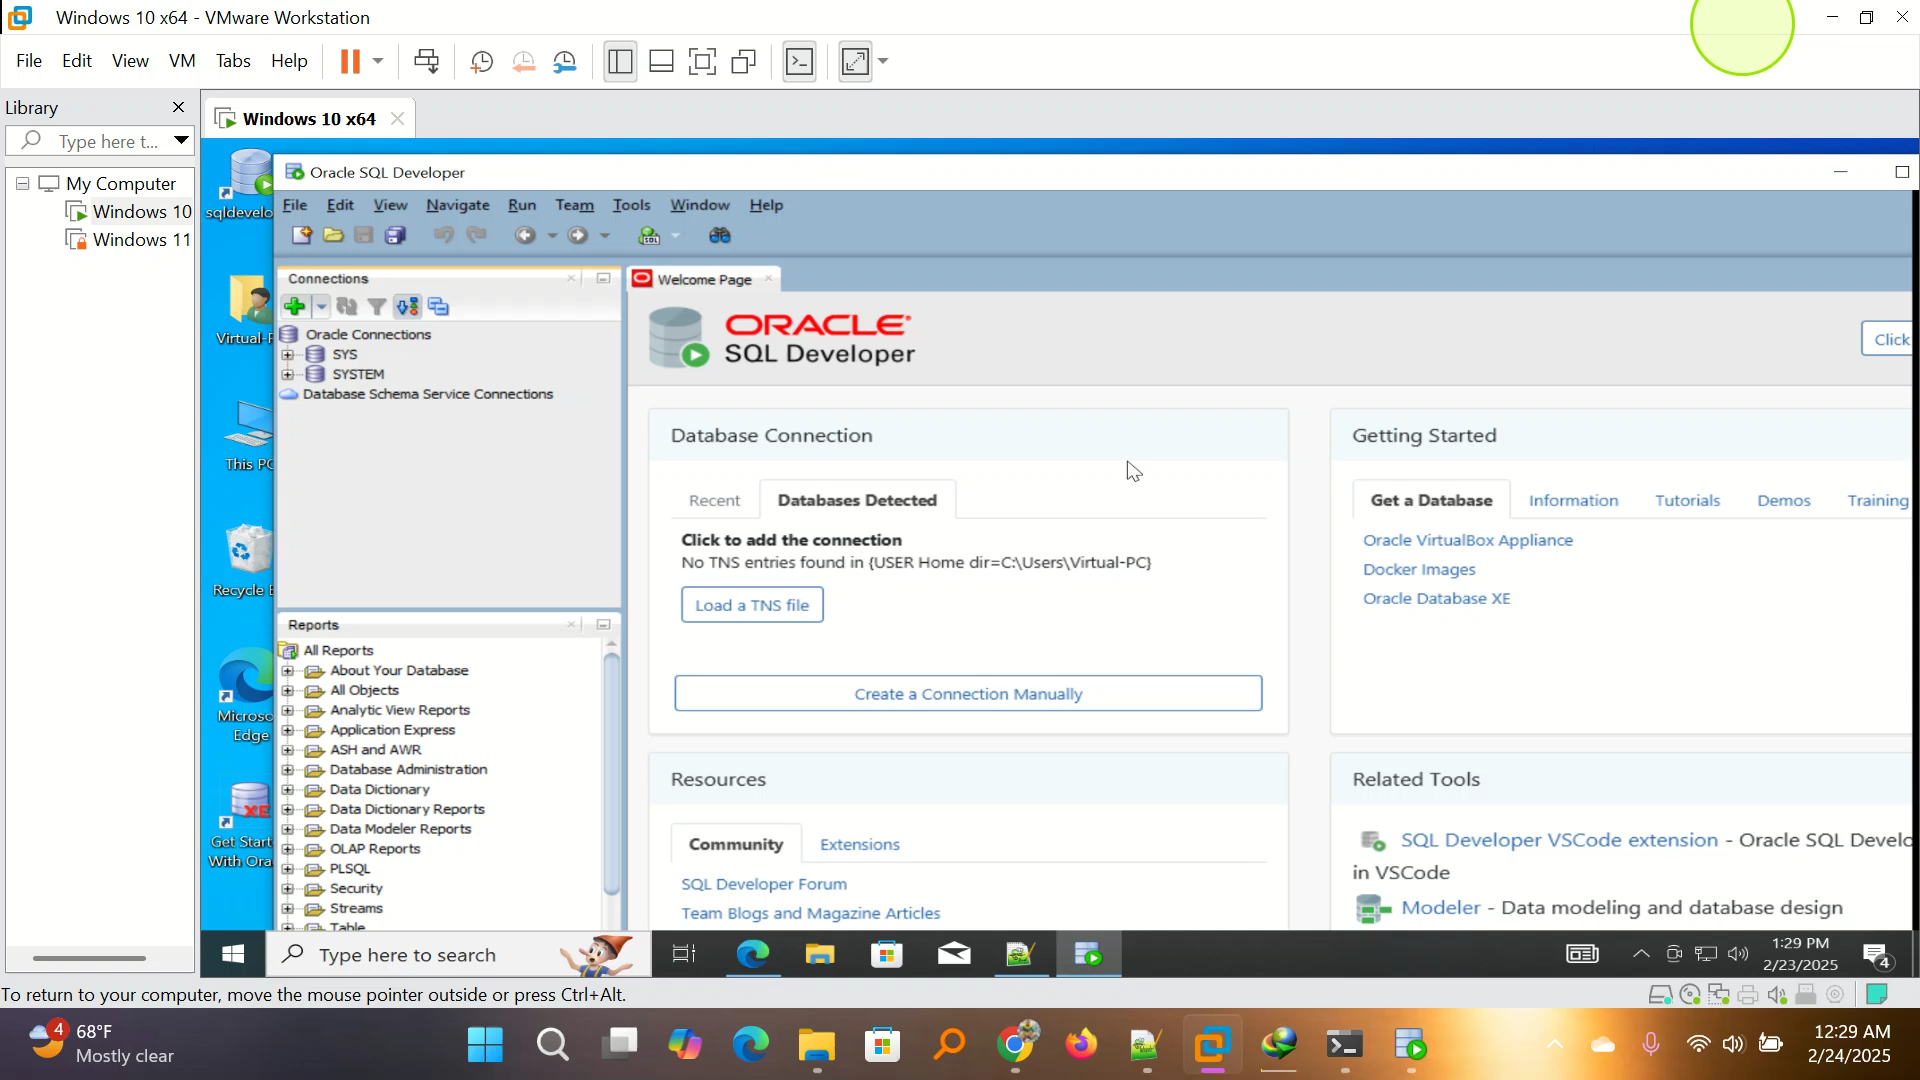 Windows 10 x64 - VMware Workstation
File Edit View VM Tabs Help
Library
Type here t...
My Computer
Windows 10
Windows 11
Windows 10 x64
sqldevelo
Virtual-P
This PC
Recycle B
Microso
Edge
XE
Get Start
With Ora
Oracle SQL Developer
File Edit View Navigate Run Team Tools Window Help
SQL
Connections
Oracle Connections
SYS
SYSTEM
Database Schema Service Connections
Reports
All Reports
About Your Database
All Objects
Analytic View Reports
Application Express
ASH and AWR
Database Administration
Data Dictionary
Data Dictionary Reports
Data Modeler Reports
OLAP Reports
PLSQL
Security
Streams
Table
Welcome Page
ORACLE
SQL Developer
Click
Database Connection
Recent Databases Detected
Click to add the connection
No TNS entries found in {USER Home dir=C:\Users\Virtual-PC}
Load a TNS file
Create a Connection Manually
Getting Started
Get a Database Information Tutorials Demos Training
Oracle VirtualBox Appliance
Docker Images
Oracle Database XE
Resources
Community Extensions
SQL Developer Forum
Team Blogs and Magazine Articles
Related Tools
SQL Developer VSCode extension - Oracle SQL Develo
in VSCode
Modeler - Data modeling and database design
Type here to search
1:29 PM
2/23/2025
4
To return to your computer, move the mouse pointer outside or press Ctrl+Alt.
4
68°F
Mostly clear
12:29 AM
2/24/2025